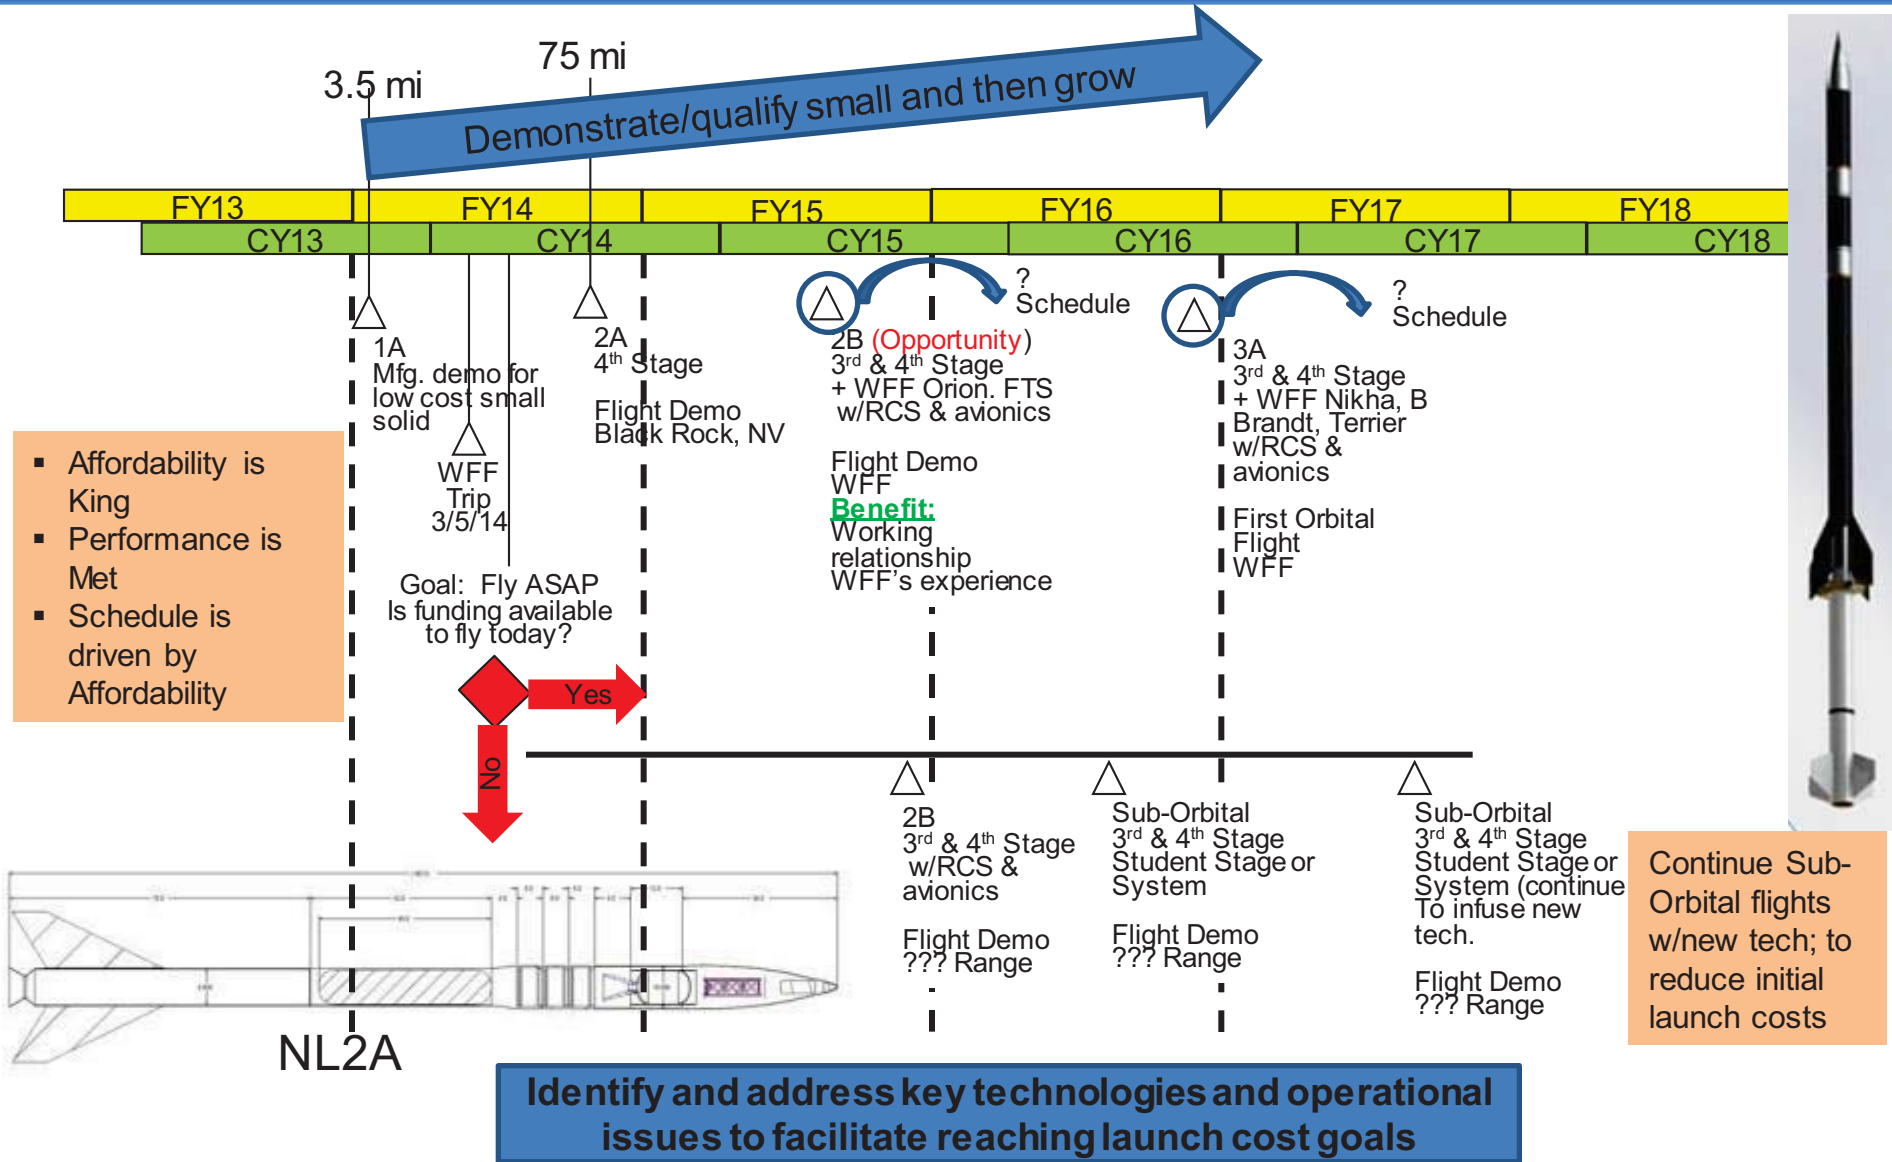 3.5 mi
75 mi
Demonstrate/qualify small and then grow
FY13
FY14
FY15
FY16
FY17
FY18
CY13
CY14
CY15
CY16
CY17
CY18
1A
Mfg. demo for
low cost small
solid
WFF
Trip
3/5/14
2A
4th Stage
Flight Demo
Black Rock, NV
2B (Opportunity)
3rd & 4th Stage
+ WFF Orion. FTS
w/RCS & avionics
Flight Demo
WFF
Benefit:
Working
relationship
WFF's experience
?
Schedule
3A
3rd & 4th Stage
+ WFF Nikha, B
Brandt, Terrier
w/RCS &
avionics
First Orbital
Flight
WFF
?
Schedule
▪ Affordability is
King
▪ Performance is
Met
▪ Schedule is
driven by
Affordability
Goal: Fly ASAP
Is funding available
to fly today?
Yes
No
2B
3rd & 4th Stage
w/RCS &
avionics
Flight Demo
??? Range
Sub-Orbital
3rd & 4th Stage
Student Stage or
System
Flight Demo
??? Range
Sub-Orbital
3rd & 4th Stage
Student Stage or
System (continue
To infuse new
tech.
Flight Demo
??? Range
Continue Sub-
Orbital flights
w/new tech; to
reduce initial
launch costs
NL2A
Identify and address key technologies and operational
issues to facilitate reaching launch cost goals